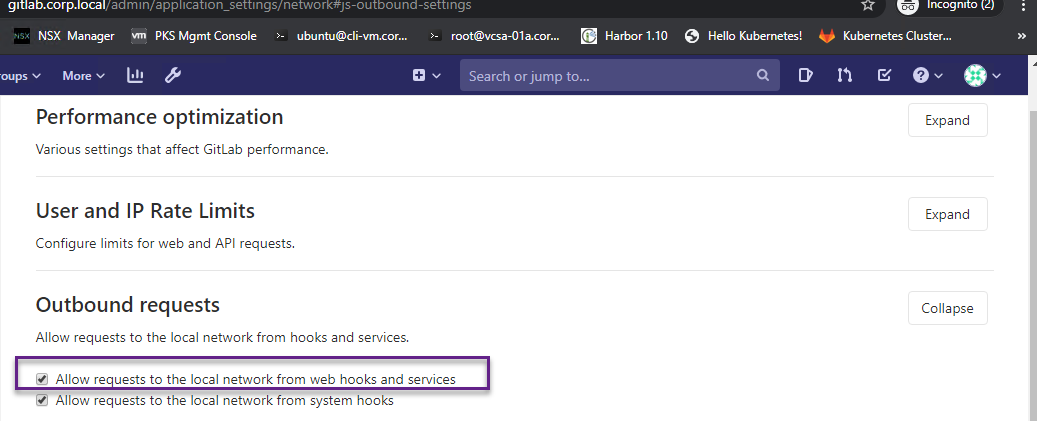 gitlab.corp.local/admin/application_settings/network#js-outbound-settings
Incognito (2)
NSX NSX Manager
vm PKS Mgmt Console
ubuntu@cli-vm.cor...
root@vcsa-01a.cor...
Harbor 1.10
Hello Kubernetes!
Kubernetes Cluster...
»
roups
More
Search or jump to...
Performance optimization
Expand
Various settings that affect GitLab performance.
User and IP Rate Limits
Expand
Configure limits for web and API requests.
Outbound requests
Collapse
Allow requests to the local network from hooks and services.
Allow requests to the local network from web hooks and services
Allow requests to the local network from system hooks